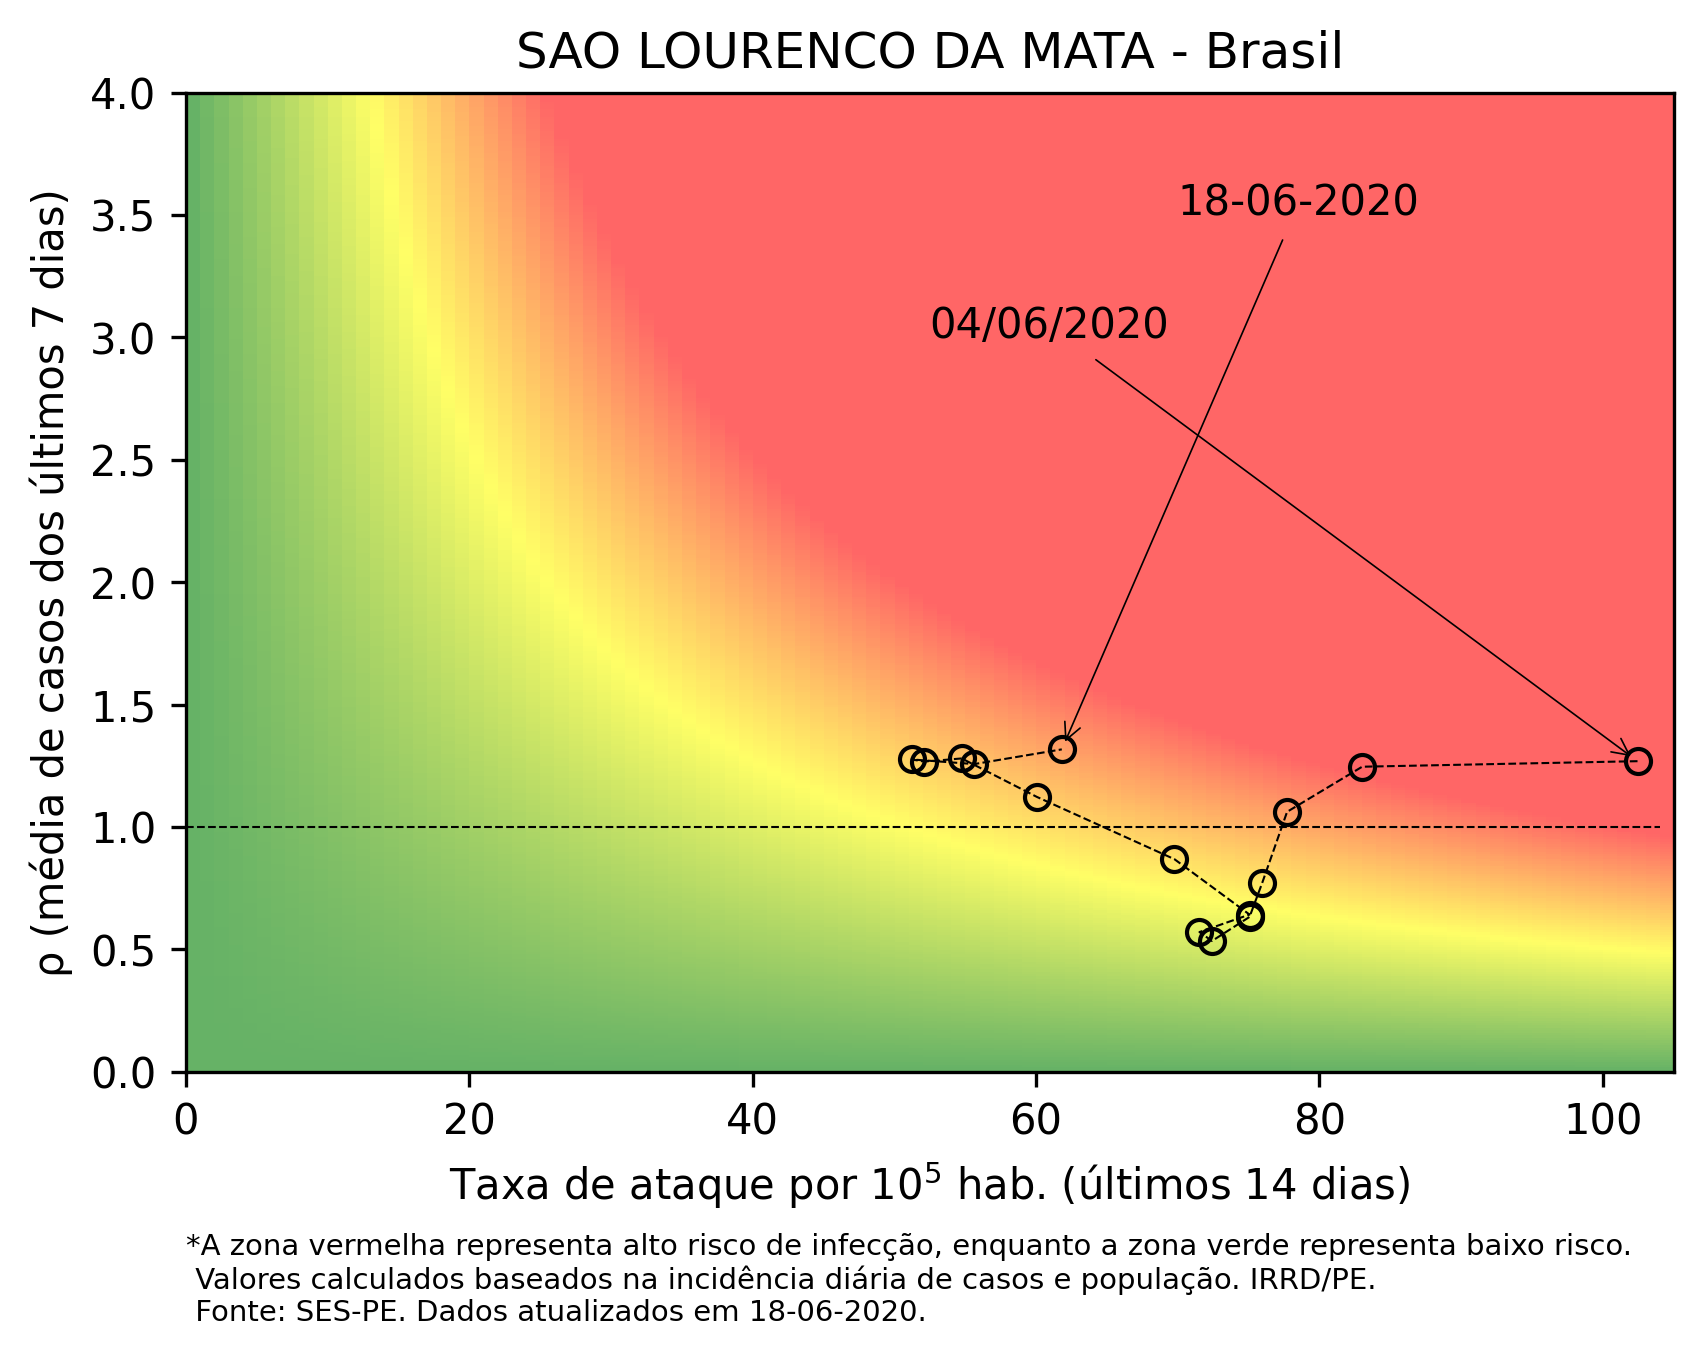 SAO LOURENCO DA MATA - Brasil
4.0
3.5
3.0
2.5
2.0
1.5
1.0
0.5
0.0
ρ (média de casos dos últimos 7 dias)
18-06-2020
04/06/2020
0 20 40 60 80 100
Taxa de ataque por 10⁵ hab. (últimos 14 dias)
*A zona vermelha representa alto risco de infecção, enquanto a zona verde representa baixo risco.
Valores calculados baseados na incidência diária de casos e população. IRRD/PE.
Fonte: SES-PE. Dados atualizados em 18-06-2020.